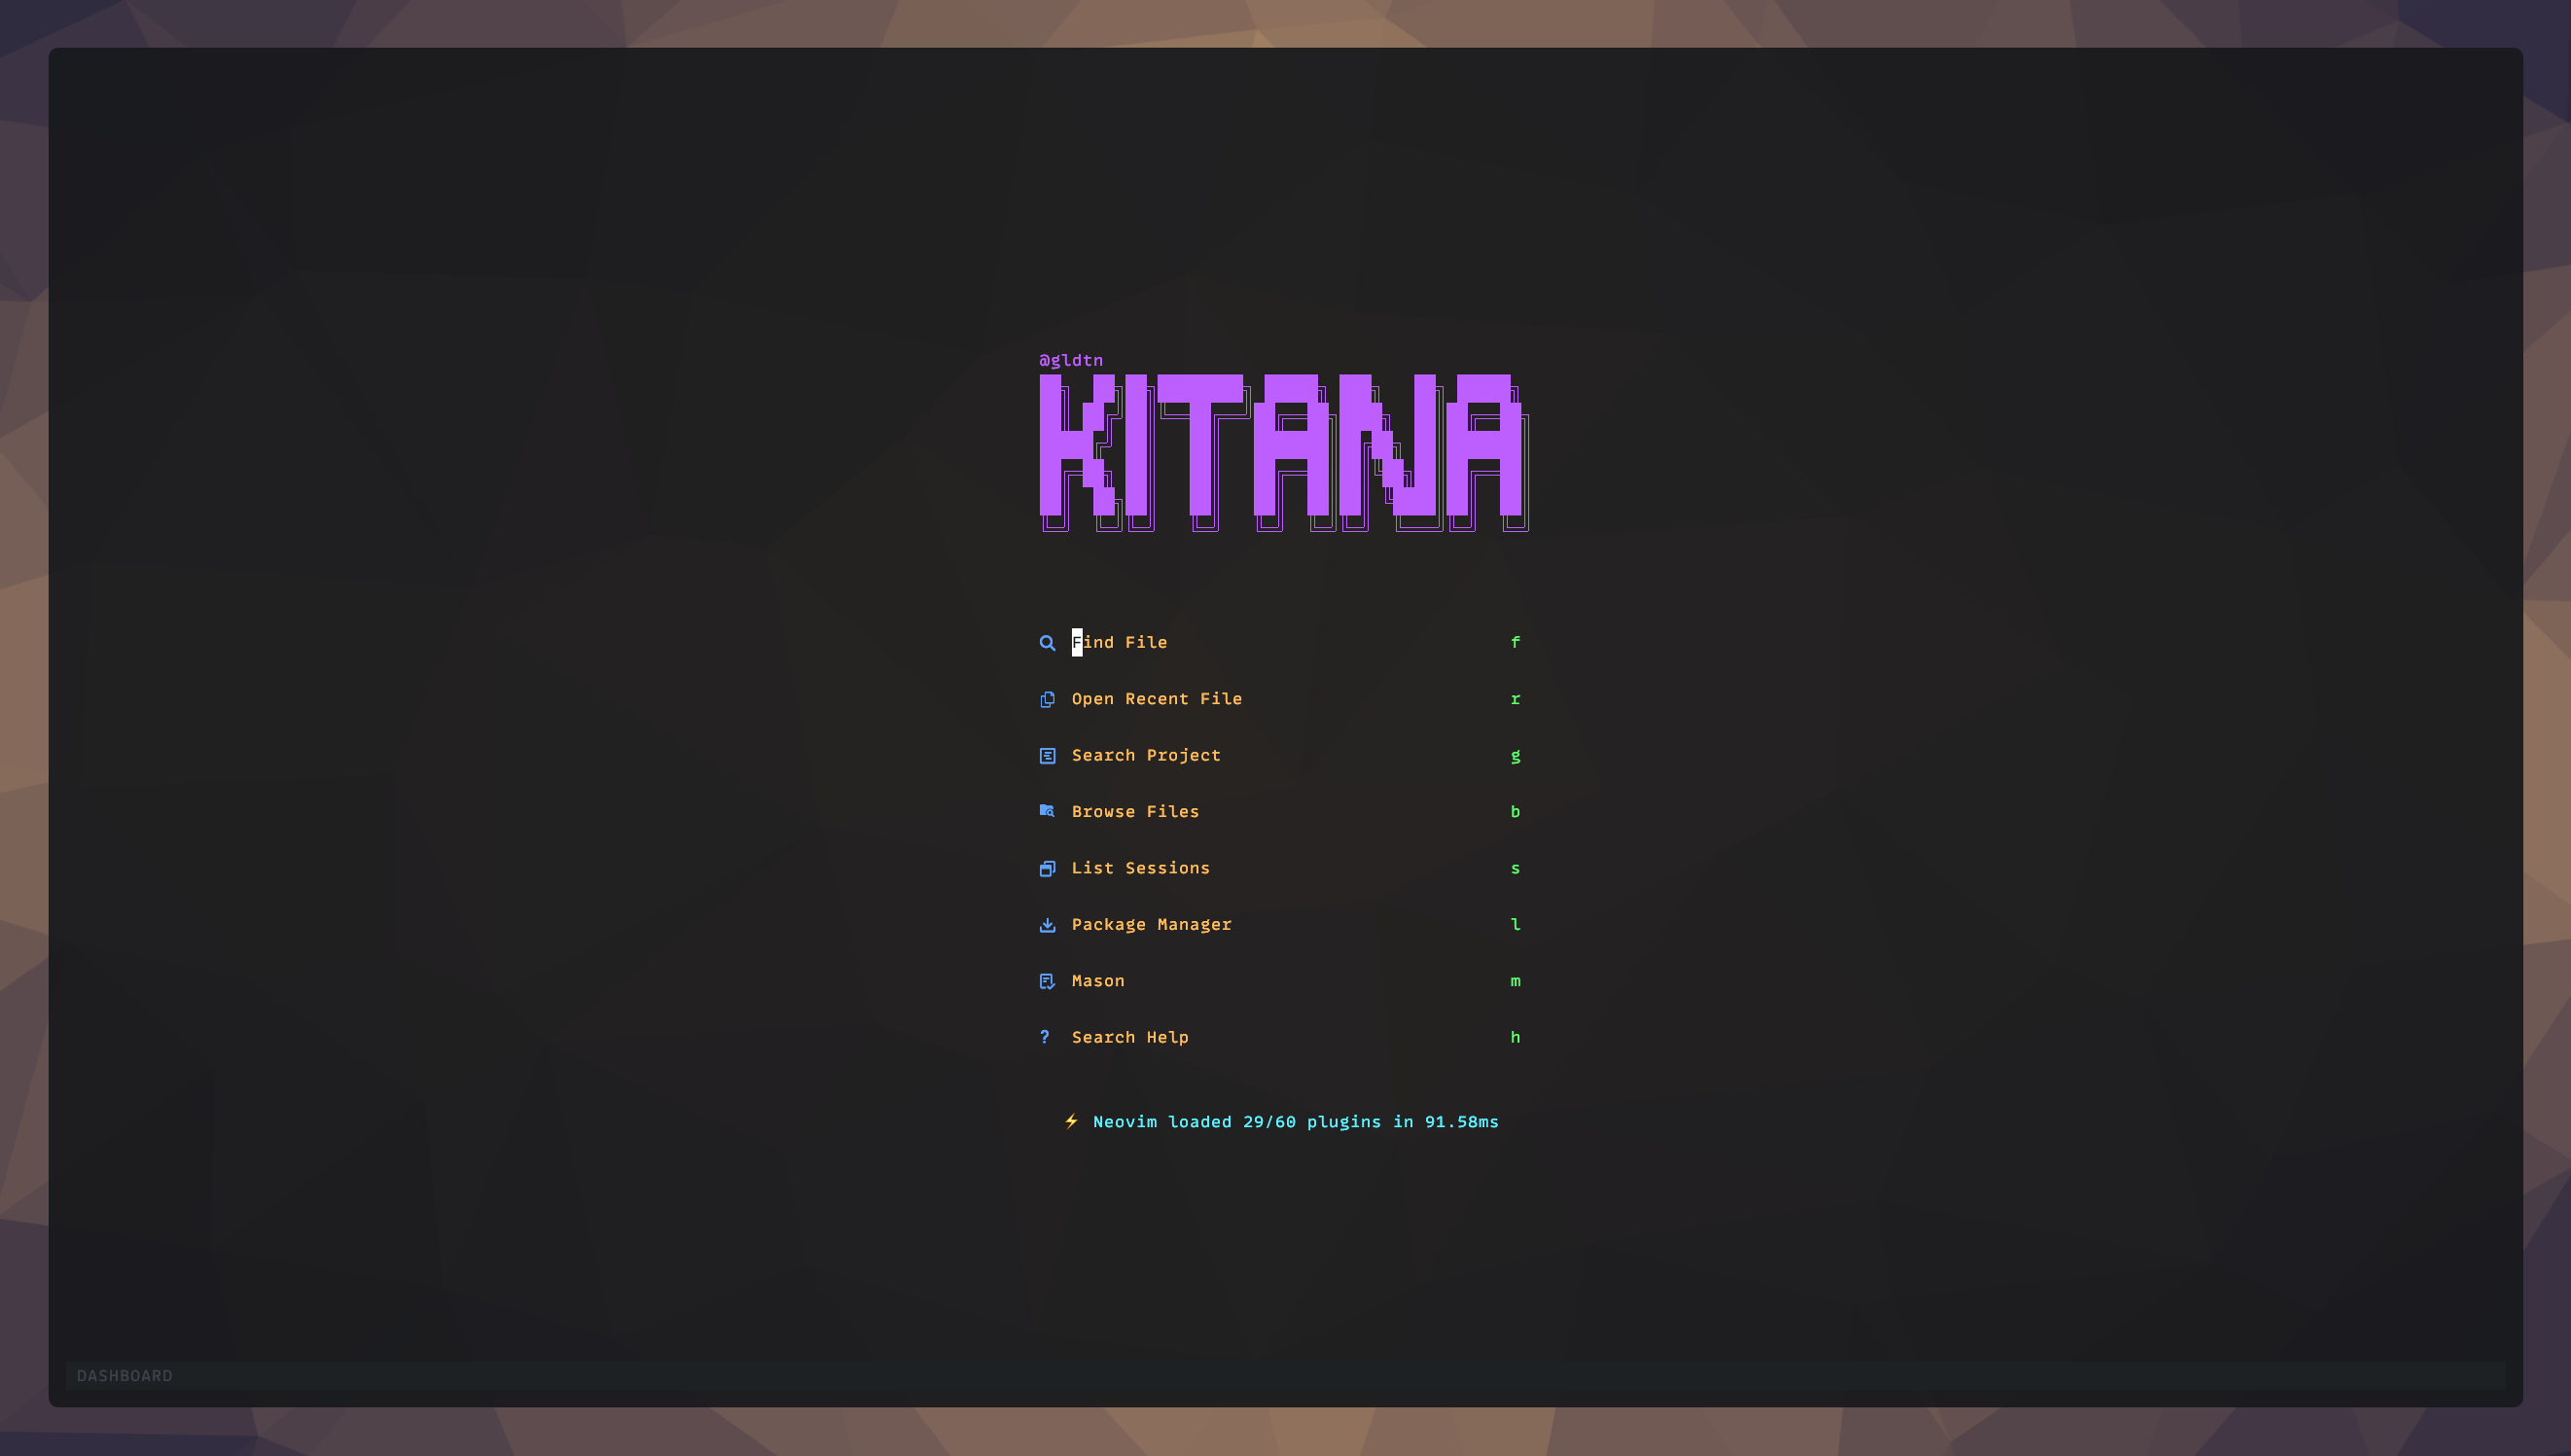 @gldtn
KITANA
Find File f
Open Recent File r
Search Project g
Browse Files b
List Sessions s
Package Manager l
Mason m
? Search Help h
⚡ Neovim loaded 29/60 plugins in 91.58ms
DASHBOARD